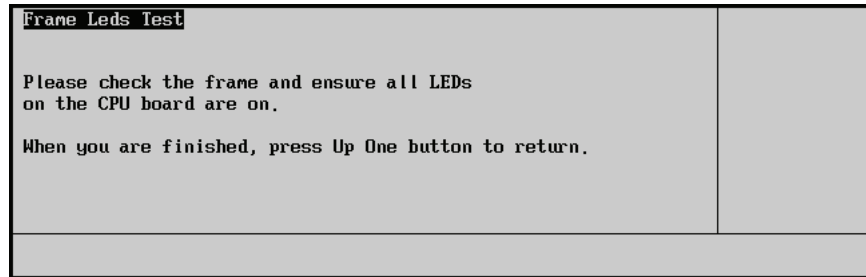 Frame Leds Test
Please check the frame and ensure all LEDs
on the CPU board are on.
When you are finished, press Up One button to return.